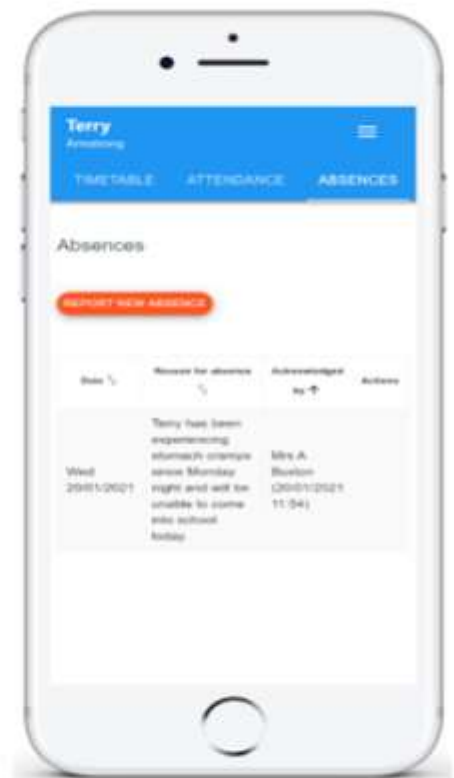 Terry
Armstrong
TIMETABLE ATTENDANCE ABSENCES
Absences
REPORT NEW ABSENCE
Date Reason for absence Acknowledged by ↑ Actions
Terry has been
experiencing
stomach cramps
since Monday
night and will be
unable to come
into school
today
Wed
20/01/2021
Mrs A
Buxton
(20/01/2021
11:54)